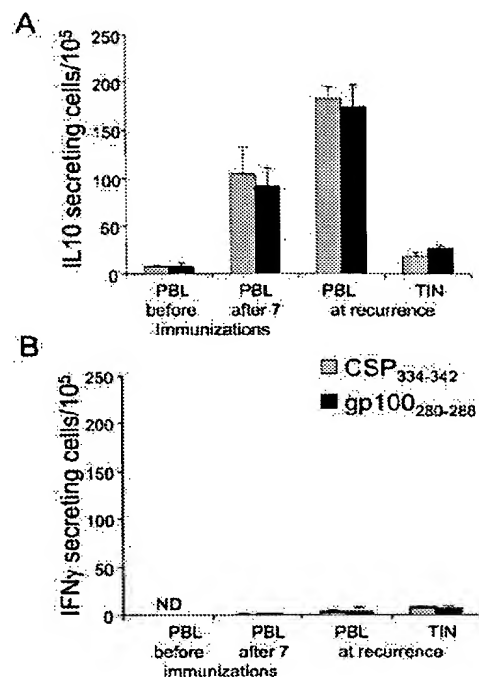 A
IL10 secreting cells/10⁵
250
200
150
100
50
0
PBL PBL PBL TIN
before after 7 at recurrence
Immunizations
B
CSP₃₃₄₋₃₄₂
gp100₂₈₀₋₂₈₈
IFNγ secreting cells/10⁵
250
200
150
100
50
0
ND
PBL PBL PBL TIN
before after 7 at recurrence
immunizations